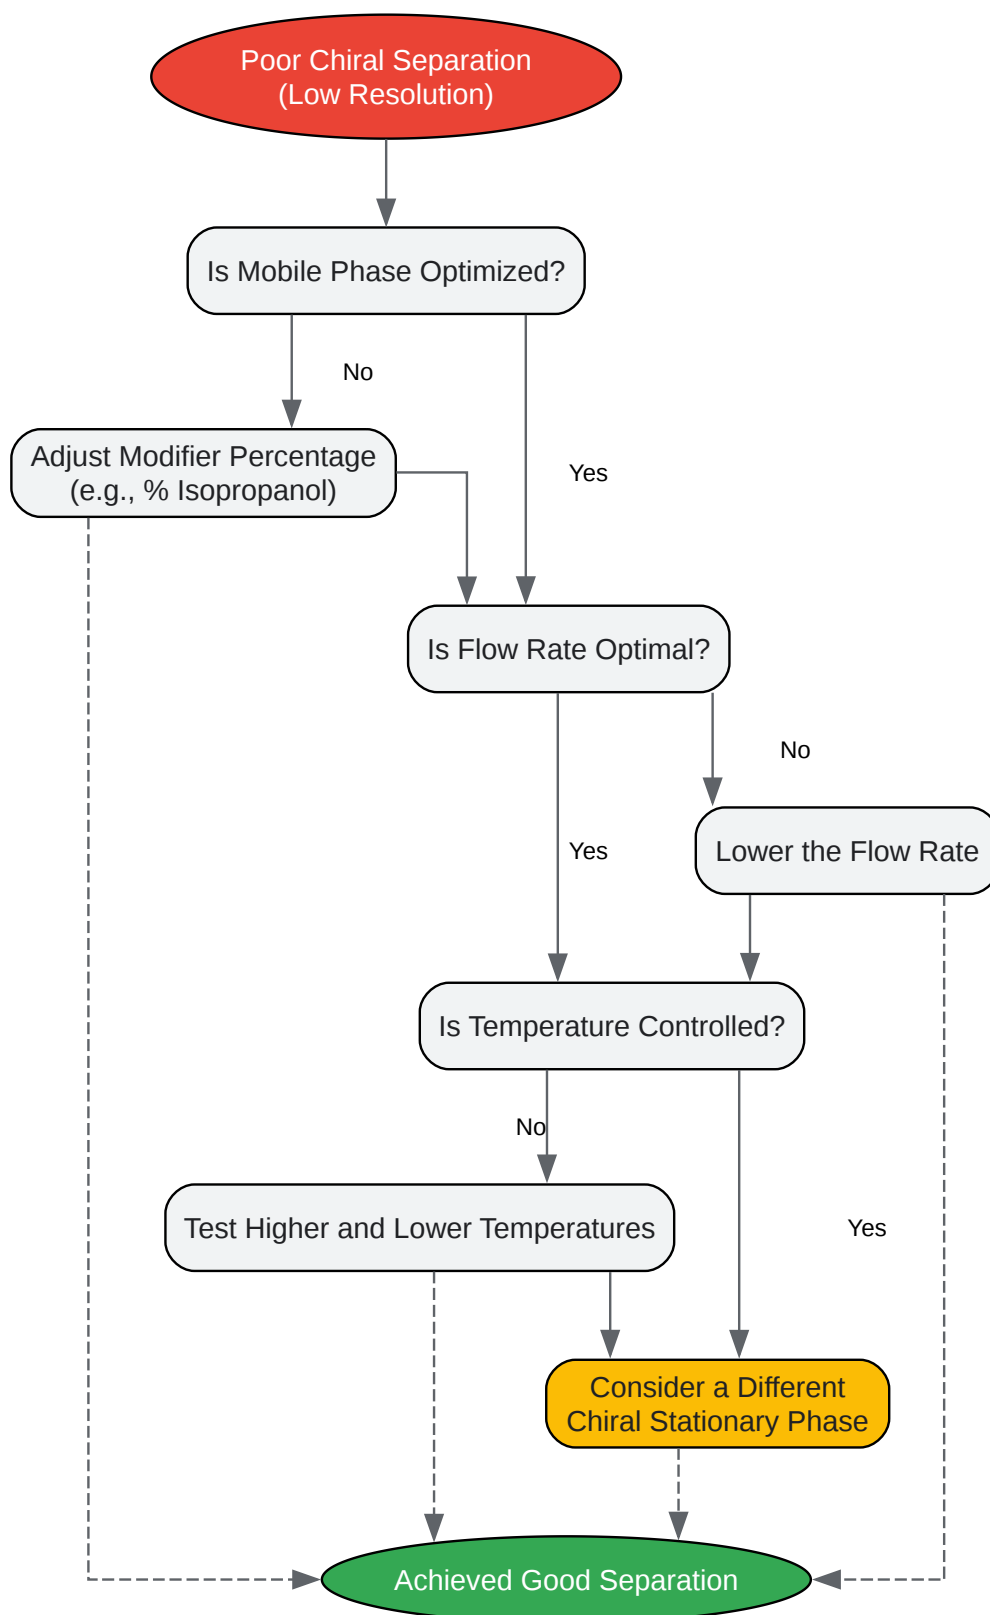 Poor Chiral Separation
(Low Resolution)
Is Mobile Phase Optimized?
No
Adjust Modifier Percentage
(e.g., % Isopropanol)
Yes
Is Flow Rate Optimal?
No
Yes
Lower the Flow Rate
Is Temperature Controlled?
No
Test Higher and Lower Temperatures
Yes
Consider a Different
Chiral Stationary Phase
Achieved Good Separation